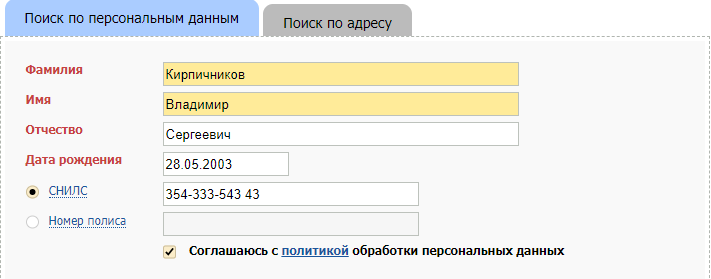 Поиск по персональным данным Поиск по адресу
Фамилия Кирпичников
Имя Владимир
Отчество Сергеевич
Дата рождения 28.05.2003
СНИЛС 354-333-543 43
Номер полиса
Соглашаюсь с политикой обработки персональных данных